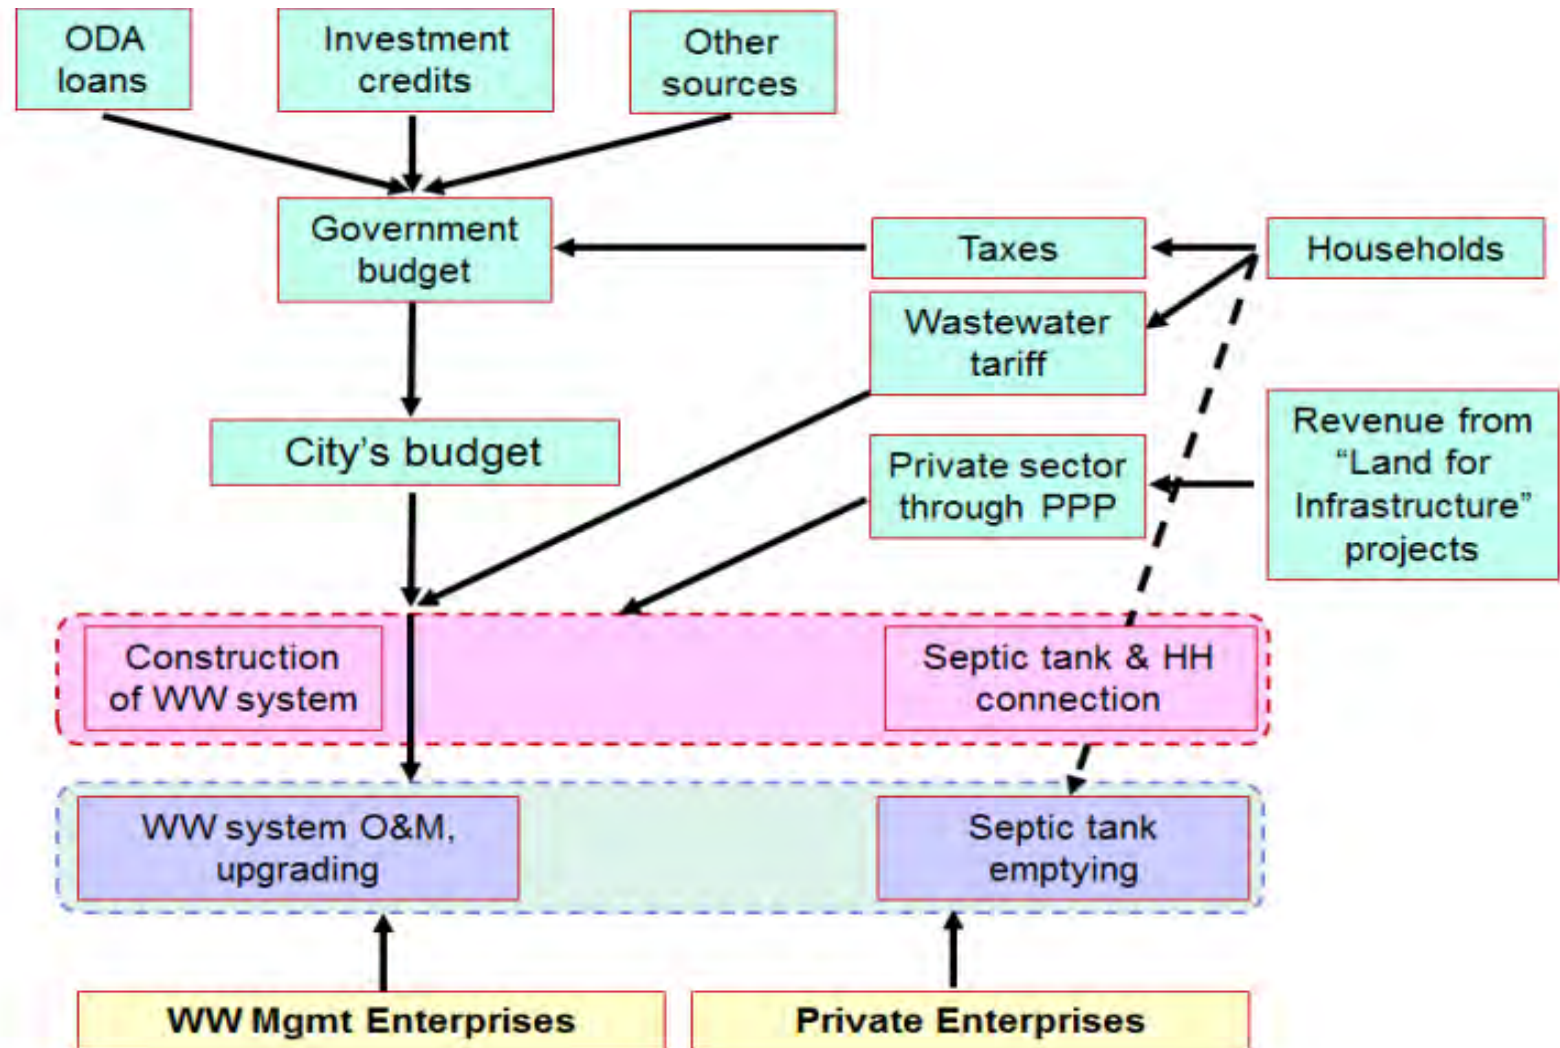 ODA
loans
Investment
credits
Other
sources
Government
budget
Taxes
Households
Wastewater
tariff
City's budget
Private sector
through PPP
Revenue from
“Land for
Infrastructure”
projects
Construction
of WW system
Septic tank & HH
connection
WW system O&M,
upgrading
Septic tank
emptying
WW Mgmt Enterprises
Private Enterprises